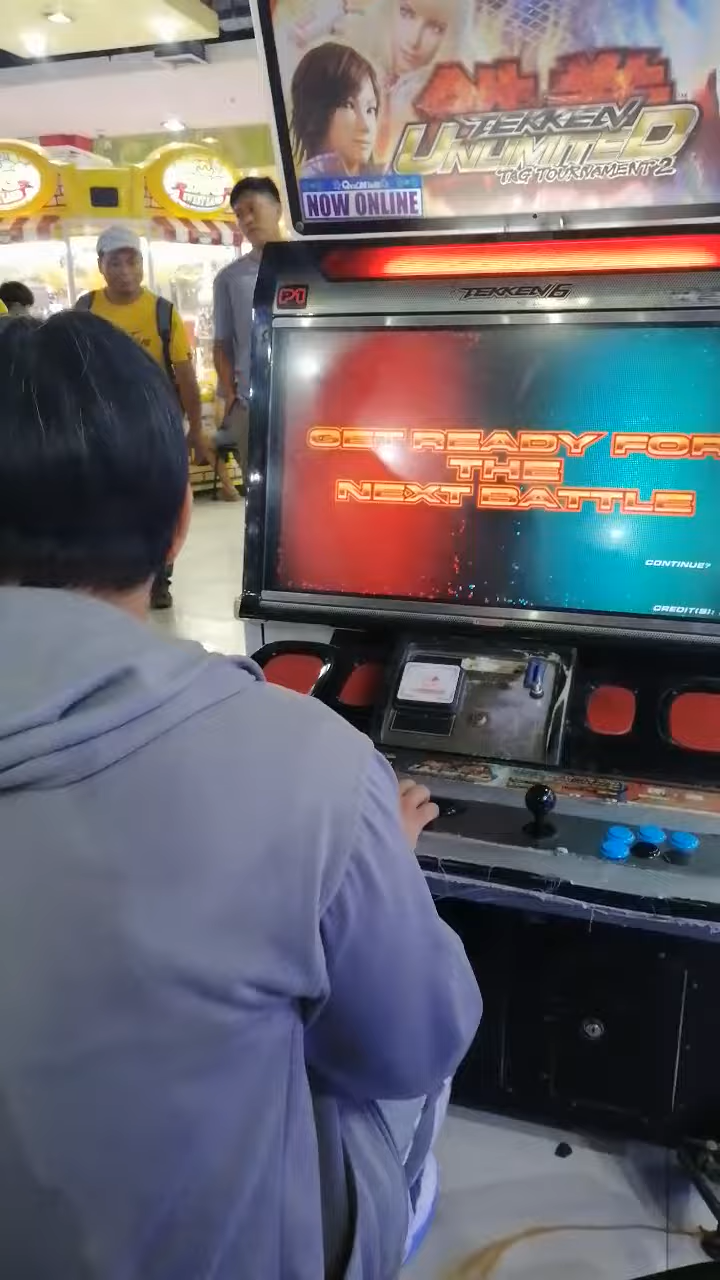 鉄拳
TEKKEN
UNLIMITED
TAG TOURNAMENT 2
NOW ONLINE
P1
TEKKEN 6
GET READY FOR
THE
NEXT BATTLE
CONTINUE?
CREDIT(S):